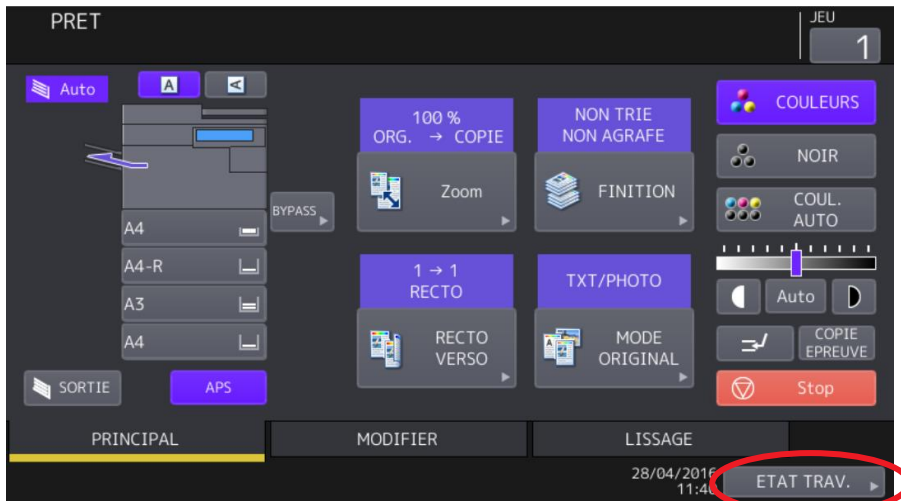 PRET
JEU
1
Auto
A
A
100 %
ORG. → COPIE
NON TRIE
NON AGRAFE
COULEURS
Zoom
FINITION
NOIR
BYPASS
COUL.
AUTO
A4
A4-R
1 → 1
RECTO
TXT/PHOTO
Auto
A3
RECTO
VERSO
MODE
ORIGINAL
COPIE
EPREUVE
A4
SORTIE
APS
Stop
PRINCIPAL
MODIFIER
LISSAGE
28/04/2016
11:40
ETAT TRAV.